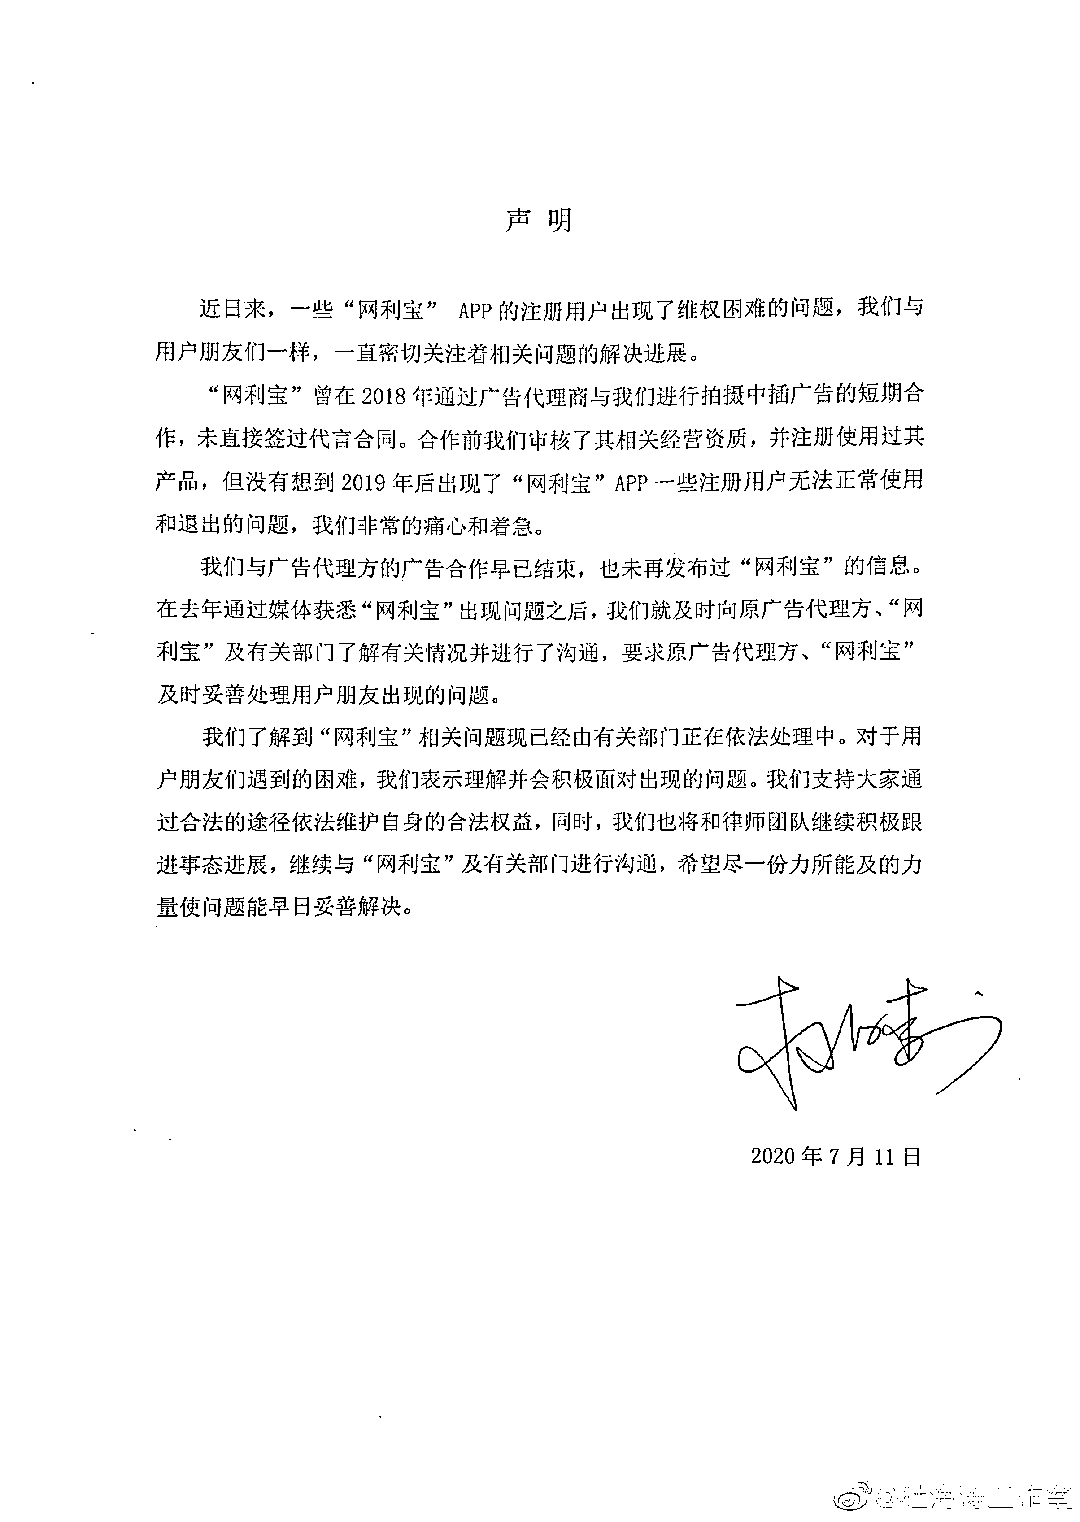 声 明
近日来，一些“网利宝” APP的注册用户出现了维权困难的问题，我们与
用户朋友们一样，一直密切关注着相关问题的解决进展。
“网利宝”曾在2018年通过广告代理商与我们进行拍摄中插广告的短期合
作，未直接签过代言合同。合作前我们审核了其相关经营资质，并注册使用过其
产品，但没有想到2019年后出现了“网利宝”APP一些注册用户无法正常使用
和退出的问题，我们非常的痛心和着急。
我们与广告代理方的广告合作早已结束，也未再发布过“网利宝”的信息。
在去年通过媒体获悉“网利宝”出现问题之后，我们就及时向原广告代理方、“网
利宝”及有关部门了解有关情况并进行了沟通，要求原广告代理方、“网利宝”
及时妥善处理用户朋友出现的问题。
我们了解到“网利宝”相关问题现已经由有关部门正在依法处理中。对于用
户朋友们遇到的困难，我们表示理解并会积极面对出现的问题。我们支持大家通
过合法的途径依法维护自身的合法权益，同时，我们也将和律师团队继续积极跟
进事态进展，继续与“网利宝”及有关部门进行沟通，希望尽一份力所能及的力
量使问题能早日妥善解决。
2020年7月11日
@杜海涛工作室